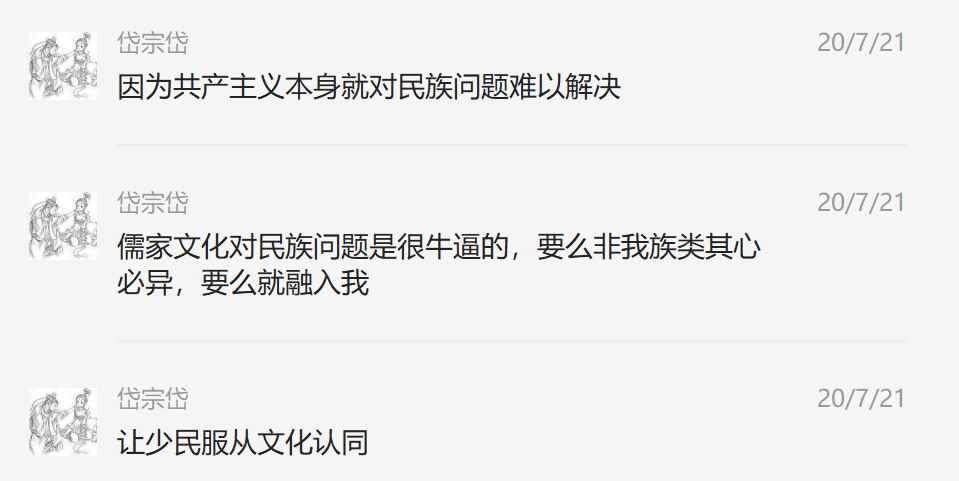 岱宗岱
20/7/21
因为共产主义本身就对民族问题难以解决
岱宗岱
20/7/21
儒家文化对民族问题是很牛逼的，要么非我族类其心
必异，要么就融入我
岱宗岱
20/7/21
让少民服从文化认同